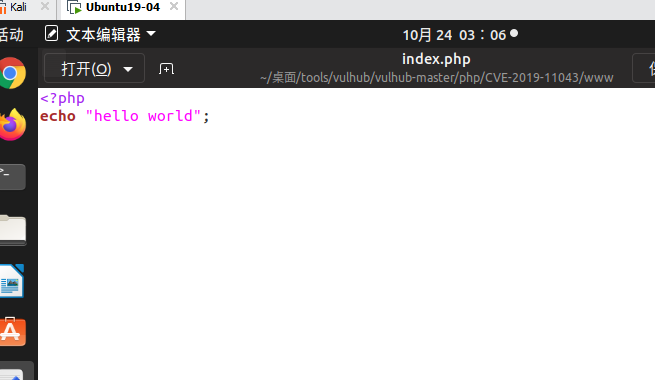 Kali
Ubuntu19-04
活动
文本编辑器
10月 24 03：06
打开(O)
index.php
~/桌面/tools/vulhub/vulhub-master/php/CVE-2019-11043/www
<?php
echo "hello world";